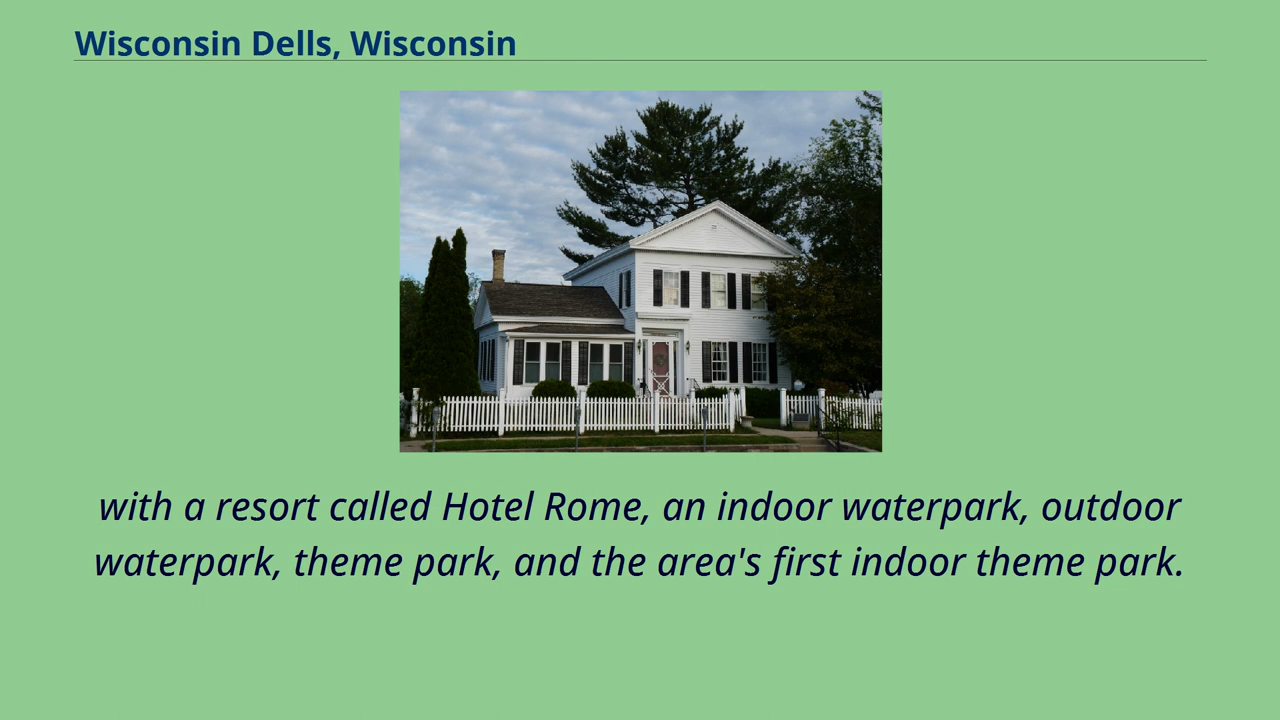 Wisconsin Dells, Wisconsin
with a resort called Hotel Rome, an indoor waterpark, outdoor
waterpark, theme park, and the area's first indoor theme park.